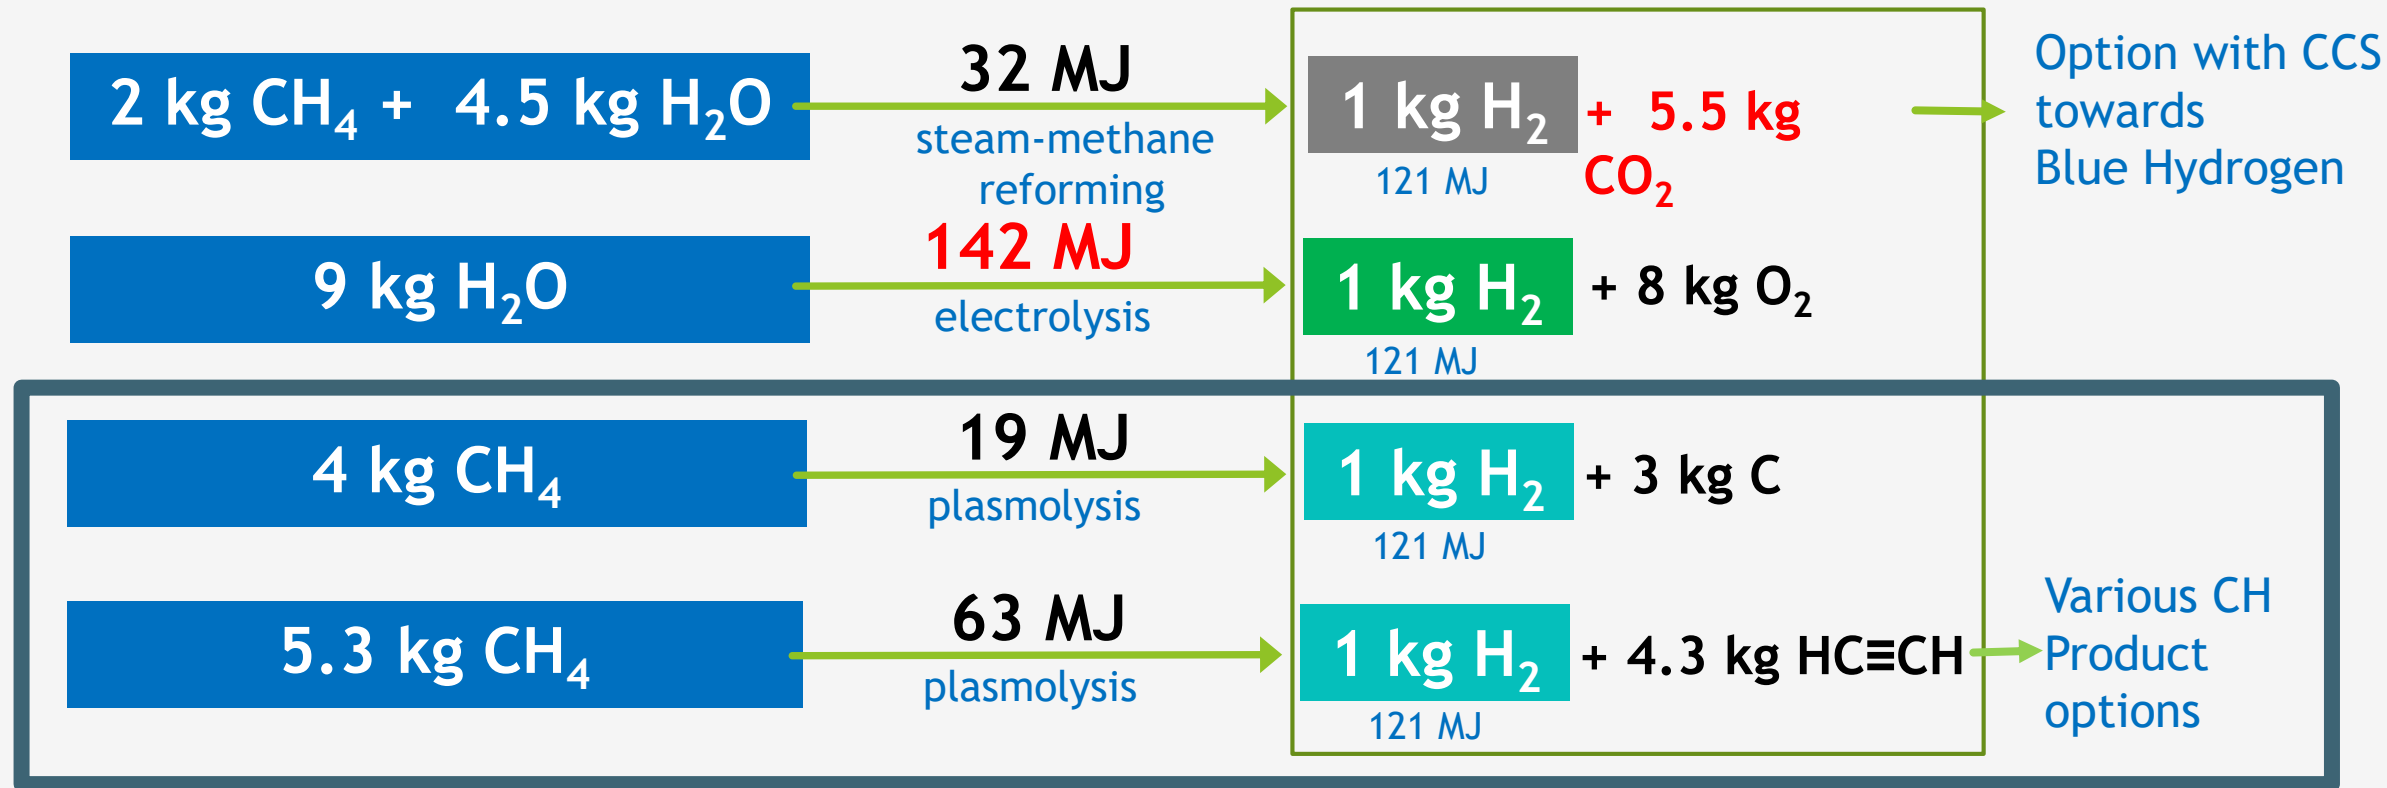 2 kg CH₄ + 4.5 kg H₂O
32 MJ
steam-methane
reforming
1 kg H₂
121 MJ
+ 5.5 kg
CO₂
Option with CCS
towards
Blue Hydrogen
9 kg H₂O
142 MJ
electrolysis
1 kg H₂
121 MJ
+ 8 kg O₂
4 kg CH₄
19 MJ
plasmolysis
1 kg H₂
121 MJ
+ 3 kg C
5.3 kg CH₄
63 MJ
plasmolysis
1 kg H₂
121 MJ
+ 4.3 kg HC≡CH
Various CH
Product
options